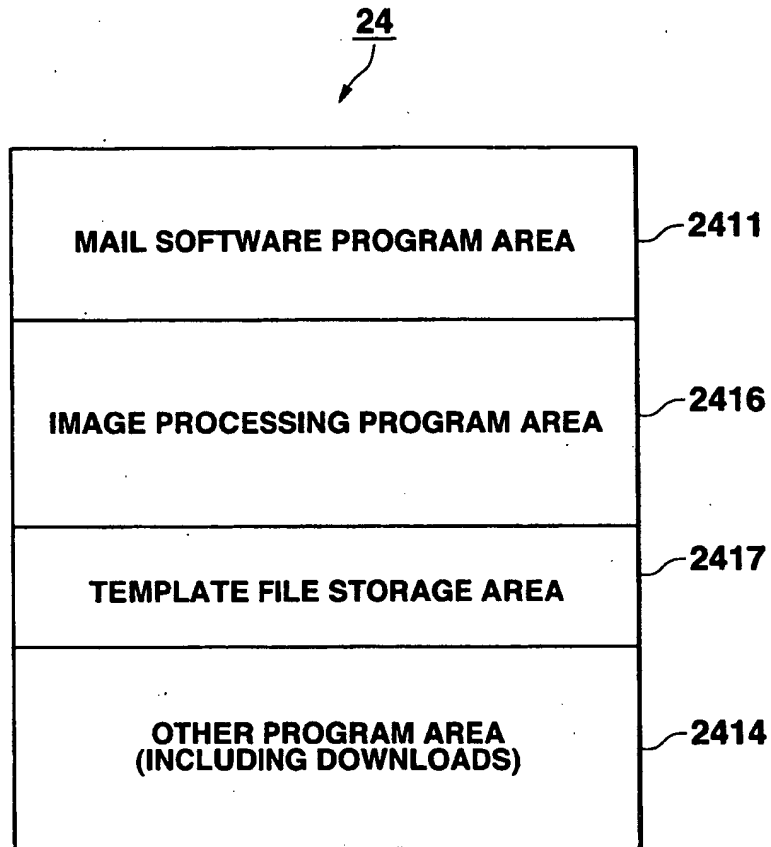 24
MAIL SOFTWARE PROGRAM AREA
2411
IMAGE PROCESSING PROGRAM AREA
2416
TEMPLATE FILE STORAGE AREA
2417
OTHER PROGRAM AREA
(INCLUDING DOWNLOADS)
2414